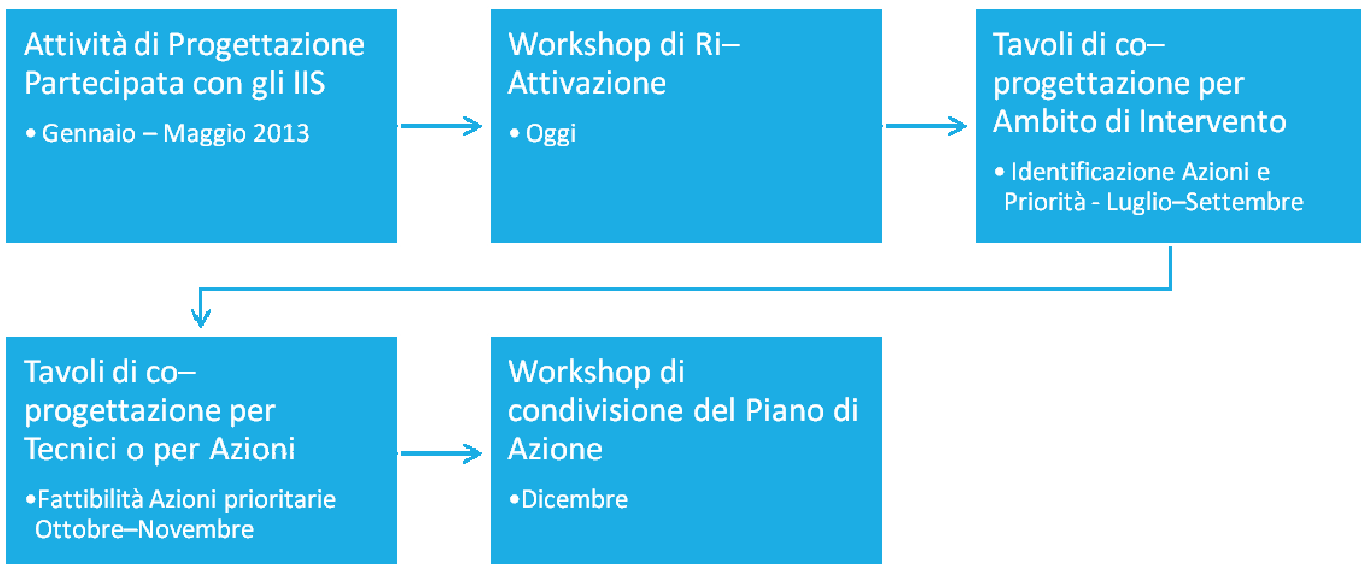 Attività di Progettazione
Partecipata con gli IIS
• Gennaio – Maggio 2013
Workshop di Ri–
Attivazione
• Oggi
Tavoli di co–
progettazione per
Ambito di Intervento
• Identificazione Azioni e
Priorità - Luglio–Settembre
Tavoli di co–
progettazione per
Tecnici o per Azioni
•Fattibilità Azioni prioritarie
Ottobre–Novembre
Workshop di
condivisione del Piano di
Azione
•Dicembre